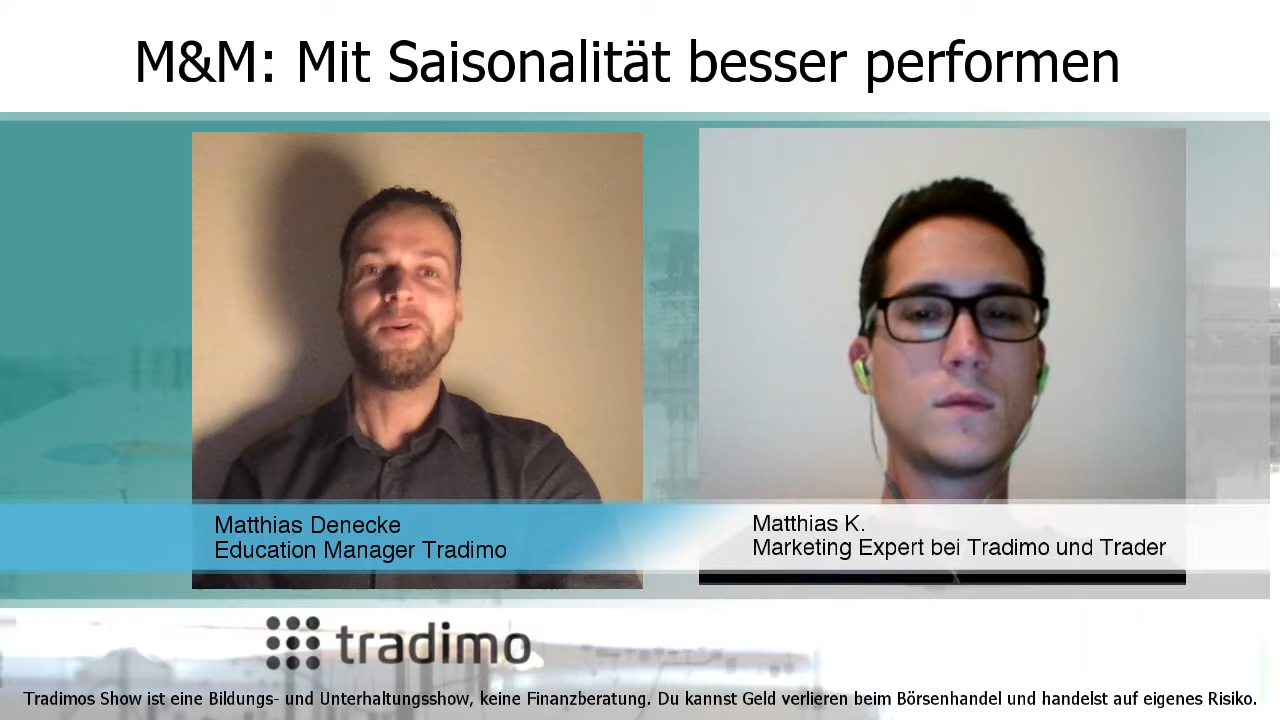 M&M: Mit Saisonalität besser performen
Matthias Denecke
Education Manager Tradimo
Matthias K.
Marketing Expert bei Tradimo und Trader
tradimo
Tradimos Show ist eine Bildungs- und Unterhaltungsshow, keine Finanzberatung. Du kannst Geld verlieren beim Börsenhandel und handelst auf eigenes Risiko.